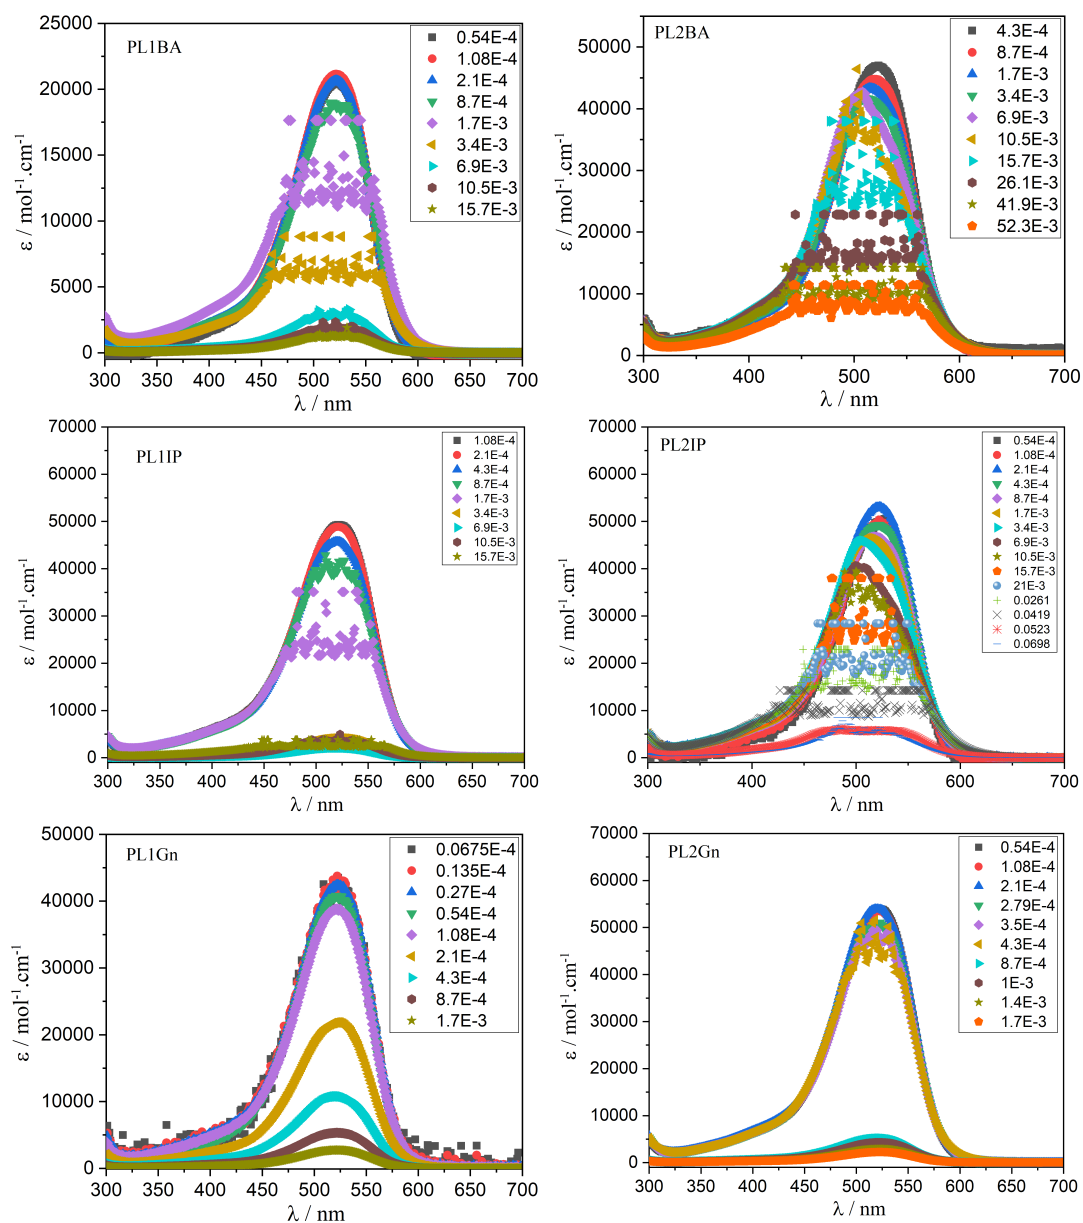 PL1BA
ε / mol⁻¹.cm⁻¹
25000
20000
15000
10000
5000
0
300 350 400 450 500 550 600 650 700
λ / nm
0.54E-4
1.08E-4
2.1E-4
8.7E-4
1.7E-3
3.4E-3
6.9E-3
10.5E-3
15.7E-3
PL2BA
ε / mol⁻¹.cm⁻¹
50000
40000
30000
20000
10000
0
300 400 500 600 700
λ / nm
4.3E-4
8.7E-4
1.7E-3
3.4E-3
6.9E-3
10.5E-3
15.7E-3
26.1E-3
41.9E-3
52.3E-3
PL1IP
ε / mol⁻¹.cm⁻¹
70000
60000
50000
40000
30000
20000
10000
0
300 350 400 450 500 550 600 650 700
λ / nm
1.08E-4
2.1E-4
4.3E-4
8.7E-4
1.7E-3
3.4E-3
6.9E-3
10.5E-3
15.7E-3
PL2IP
ε / mol⁻¹.cm⁻¹
70000
60000
50000
40000
30000
20000
10000
0
300 400 500 600 700
λ / nm
0.54E-4
1.08E-4
2.1E-4
4.3E-4
8.7E-4
1.7E-3
3.4E-3
6.9E-3
10.5E-3
15.7E-3
21E-3
0.0261
0.0419
0.0523
0.0698
PL1Gn
ε / mol⁻¹.cm⁻¹
50000
40000
30000
20000
10000
0
300 350 400 450 500 550 600 650 700
λ / nm
0.0675E-4
0.135E-4
0.27E-4
0.54E-4
1.08E-4
2.1E-4
4.3E-4
8.7E-4
1.7E-3
PL2Gn
ε / mol⁻¹.cm⁻¹
70000
60000
50000
40000
30000
20000
10000
0
300 350 400 450 500 550 600 650 700
λ / nm
0.54E-4
1.08E-4
2.1E-4
2.79E-4
3.5E-4
4.3E-4
8.7E-4
1E-3
1.4E-3
1.7E-3